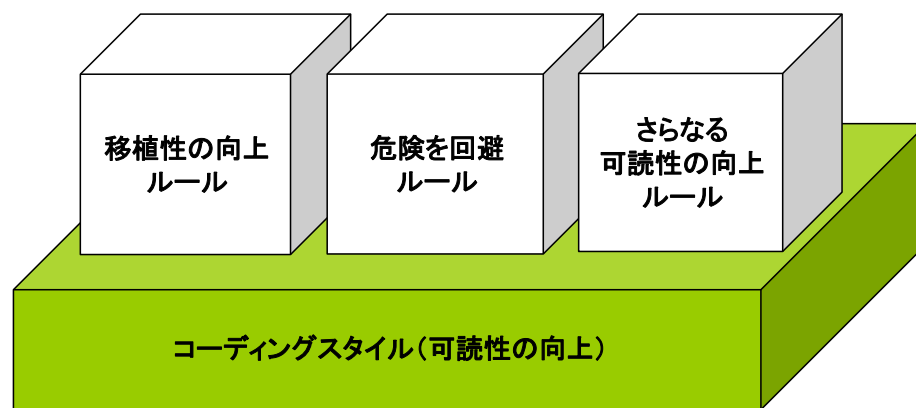 移植性の向上
ルール
危険を回避
ルール
さらなる
可読性の向上
ルール
コーディングスタイル（可読性の向上）